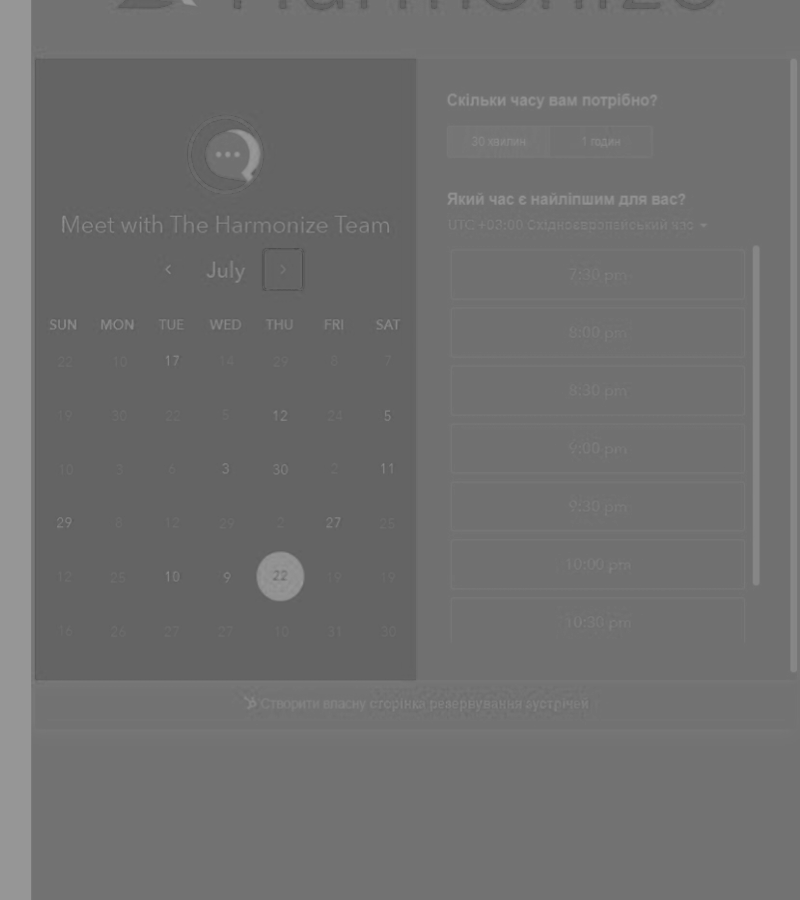 Harmonize
Meet with The Harmonize Team
July
SUN MON TUE WED THU FRI SAT
22 10 17 14 29 6 7
19 30 22 5 12 24 5
10 3 6 3 30 2 11
29 8 12 29 2 27 25
12 25 10 9 22 19 19
16 26 27 27 10 31 30
Скільки часу вам потрібно?
30 хвилин 1 годин
Який час є найліпшим для вас?
UTC +03:00 Східноєвропейський час
7:30 pm
8:00 pm
8:30 pm
9:00 pm
9:30 pm
10:00 pm
10:30 pm
Створити власну сторінка резервування зустрічей